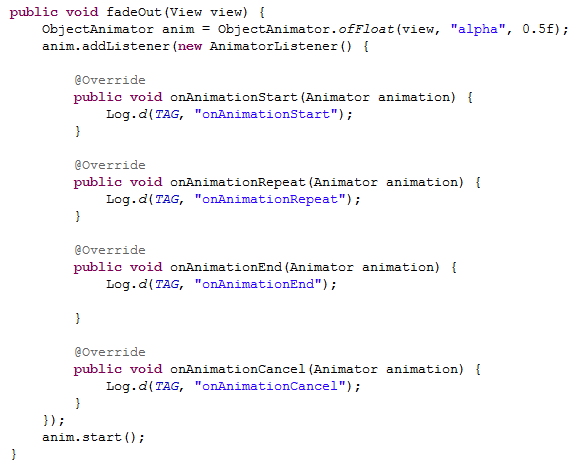 public void fadeOut(View view) {
    ObjectAnimator anim = ObjectAnimator.ofFloat(view, "alpha", 0.5f);
    anim.addListener(new AnimatorListener() {

        @Override
        public void onAnimationStart(Animator animation) {
            Log.d(TAG, "onAnimationStart");
        }

        @Override
        public void onAnimationRepeat(Animator animation) {
            Log.d(TAG, "onAnimationRepeat");
        }

        @Override
        public void onAnimationEnd(Animator animation) {
            Log.d(TAG, "onAnimationEnd");

        }

        @Override
        public void onAnimationCancel(Animator animation) {
            Log.d(TAG, "onAnimationCancel");
        }
    });
    anim.start();
}